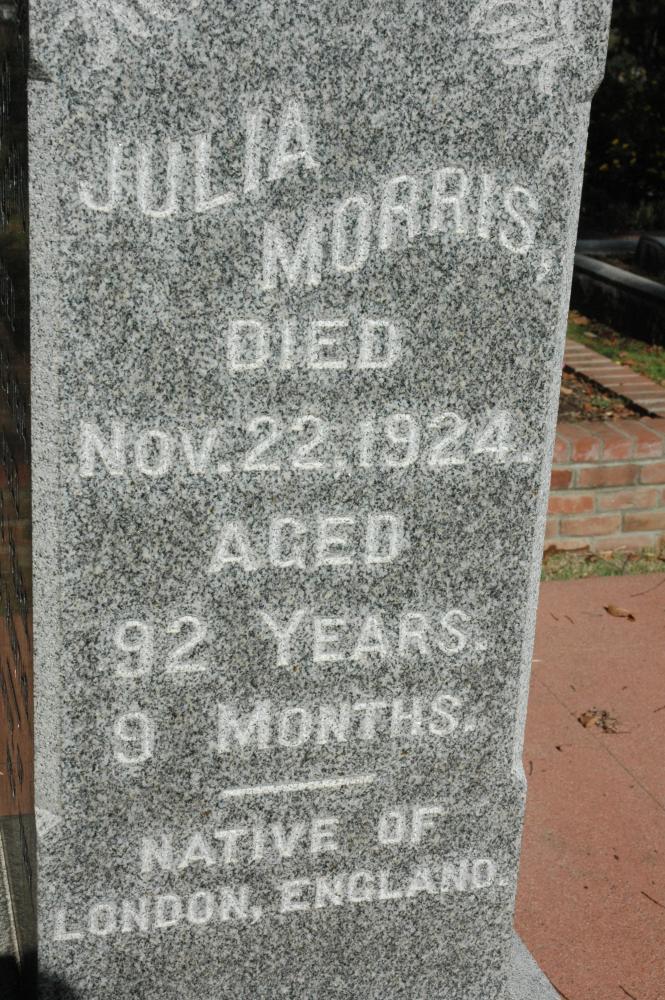 JULIA
MORRIS,
DIED
NOV. 22, 1924.
AGED
92 YEARS.
9 MONTHS.
NATIVE OF
LONDON, ENGLAND.